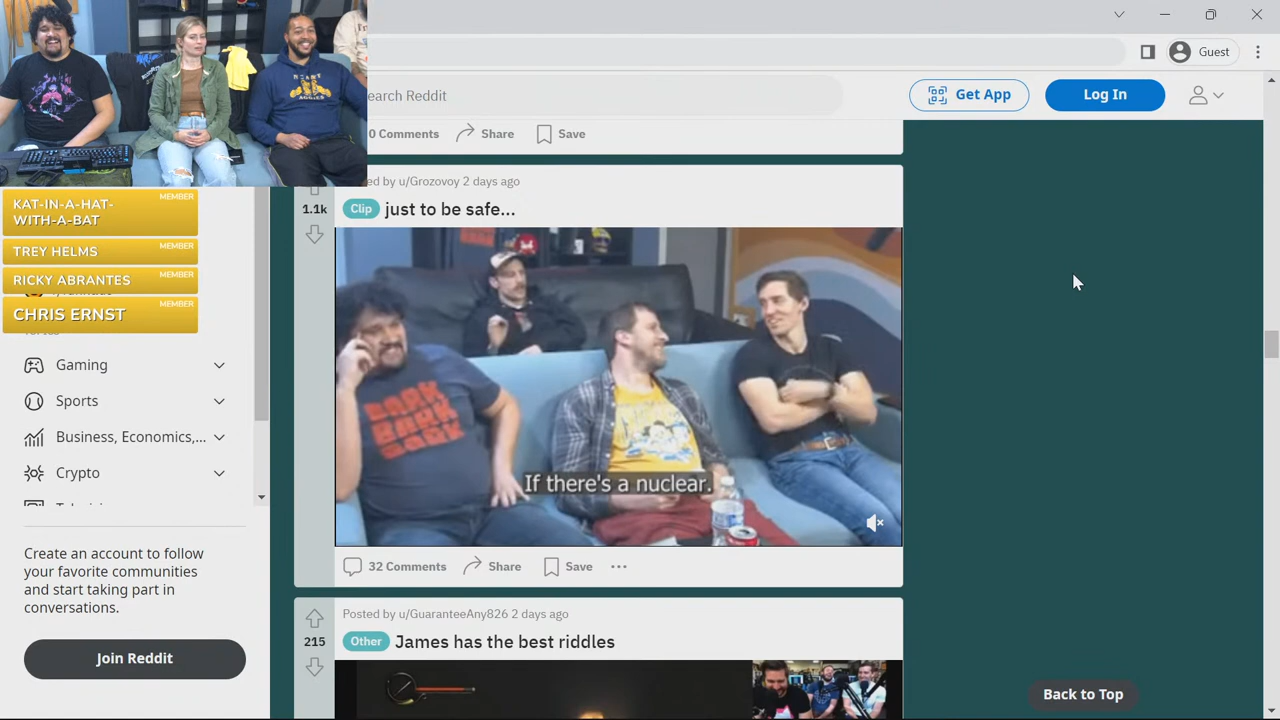 Guest
earch Reddit
Get App
Log In
0 Comments
Share
Save
ed by u/Grozovoy 2 days ago
1.1k
Clip
just to be safe...
KAT-IN-A-HAT-
WITH-A-BAT
MEMBER
TREY HELMS
MEMBER
RICKY ABRANTES
MEMBER
CHRIS ERNST
MEMBER
Gaming
Sports
Business, Economics,...
Crypto
BARK
BARK BARK
BARK
If there's a nuclear.
32 Comments
Share
Save
Create an account to follow
your favorite communities
and start taking part in
conversations.
Join Reddit
Posted by u/GuaranteeAny826 2 days ago
215
Other
James has the best riddles
Back to Top